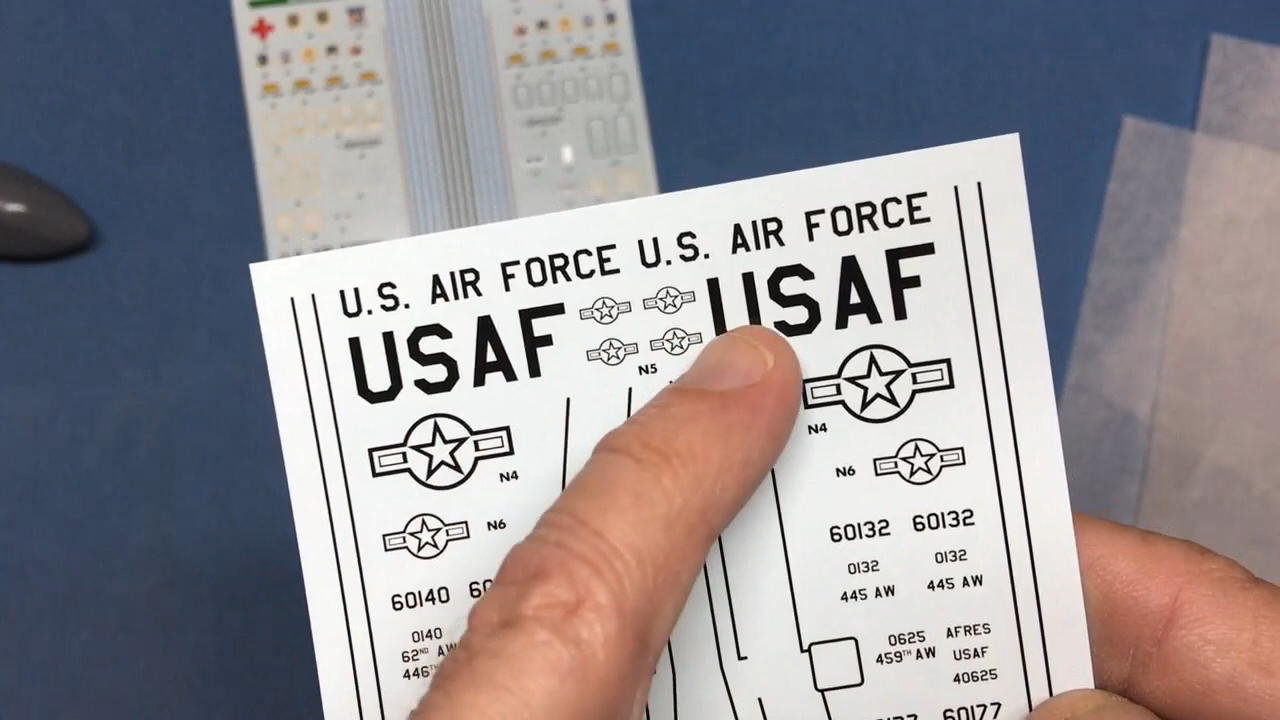 U.S. AIR FORCE U.S. AIR FORCE
USAF USAF
N5
N4 N4
N6 N6
60140
60132 60132
0140
0132 0132
62ND
445 AW 445 AW
0625 AFRES
459TH AW USAF
40625
60177